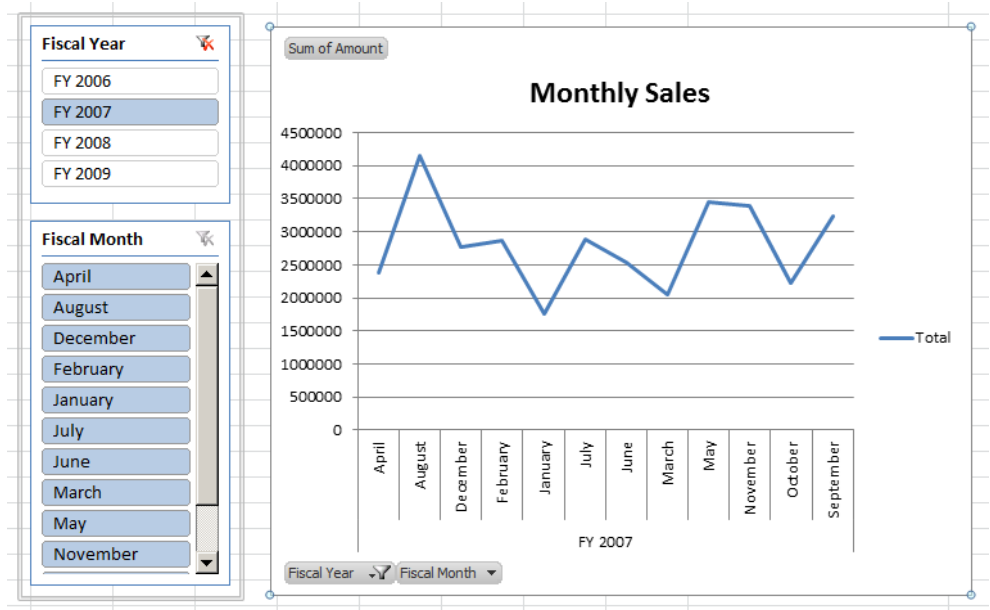 Fiscal Year
FY 2006
FY 2007
FY 2008
FY 2009
Fiscal Month
April
August
December
February
January
July
June
March
May
November
Sum of Amount
Monthly Sales
4500000
4000000
3500000
3000000
2500000
2000000
1500000
1000000
500000
0
April
August
December
February
January
July
June
March
May
November
October
September
FY 2007
Total
Fiscal Year
Fiscal Month